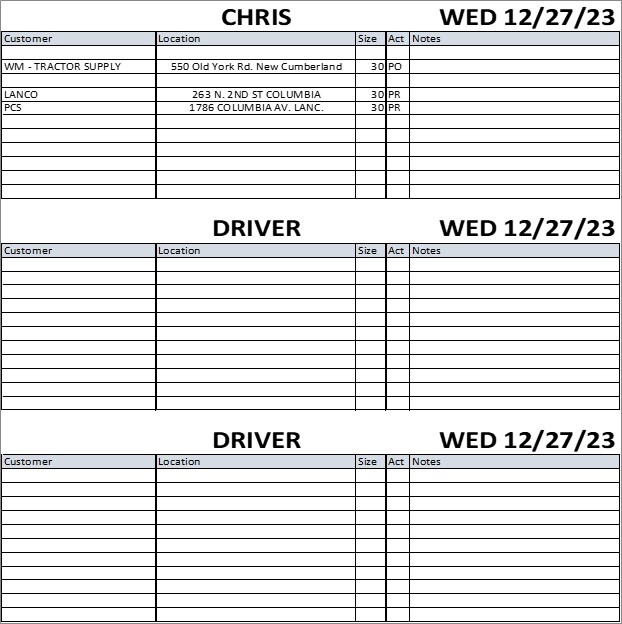 CHRIS WED 12/27/23
Customer Location Size Act Notes
WM - TRACTOR SUPPLY 550 Old York Rd. New Cumberland 30 PO
LANCO 263 N. 2ND ST COLUMBIA 30 PR
PCS 1786 COLUMBIA AV. LANC. 30 PR
DRIVER WED 12/27/23
Customer Location Size Act Notes
DRIVER WED 12/27/23
Customer Location Size Act Notes